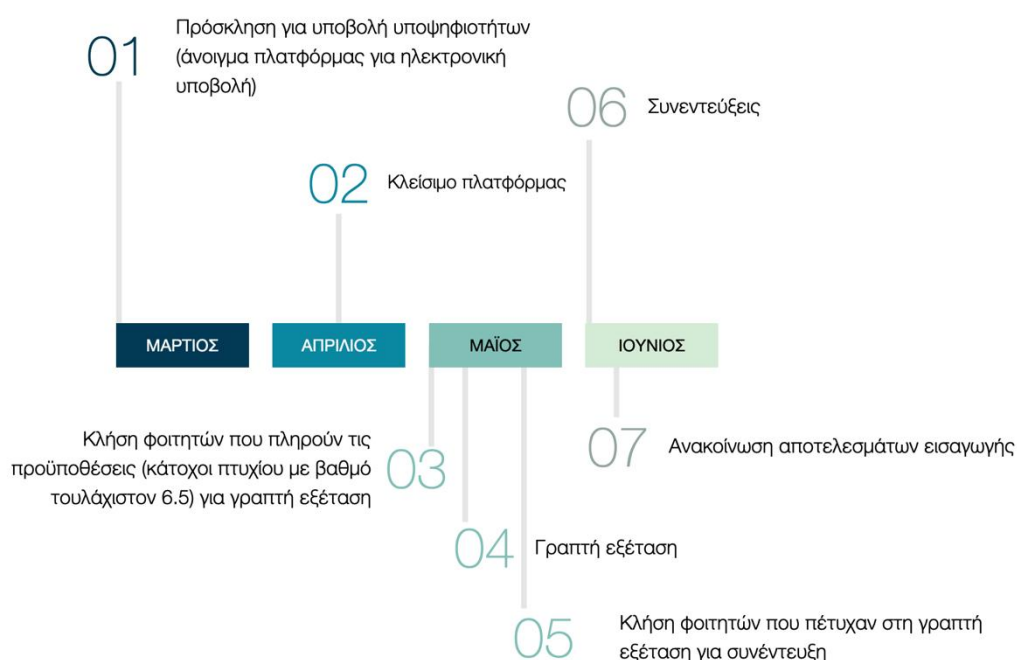 01
Πρόσκληση για υποβολή υποψηφιοτήτων
(άνοιγμα πλατφόρμας για ηλεκτρονική
υποβολή)
06
Συνεντεύξεις
02
Κλείσιμο πλατφόρμας
ΜΑΡΤΙΟΣ
ΑΠΡΙΛΙΟΣ
ΜΑΪΟΣ
ΙΟΥΝΙΟΣ
Κλήση φοιτητών που πληρούν τις
προϋποθέσεις (κάτοχοι πτυχίου με βαθμό
τουλάχιστον 6.5) για γραπτή εξέταση
03
07
Ανακοίνωση αποτελεσμάτων εισαγωγής
04
Γραπτή εξέταση
05
Κλήση φοιτητών που πέτυχαν στη γραπτή
εξέταση για συνέντευξη